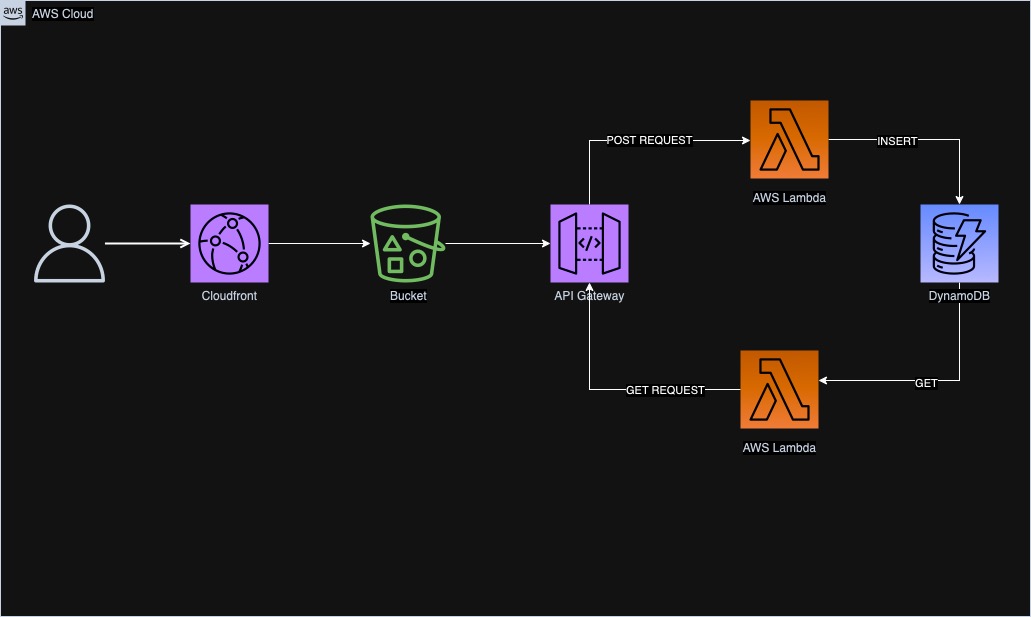 aws
AWS Cloud
POST REQUEST
INSERT
AWS Lambda
</>
Cloudfront
Bucket
API Gateway
DynamoDB
GET
GET REQUEST
AWS Lambda